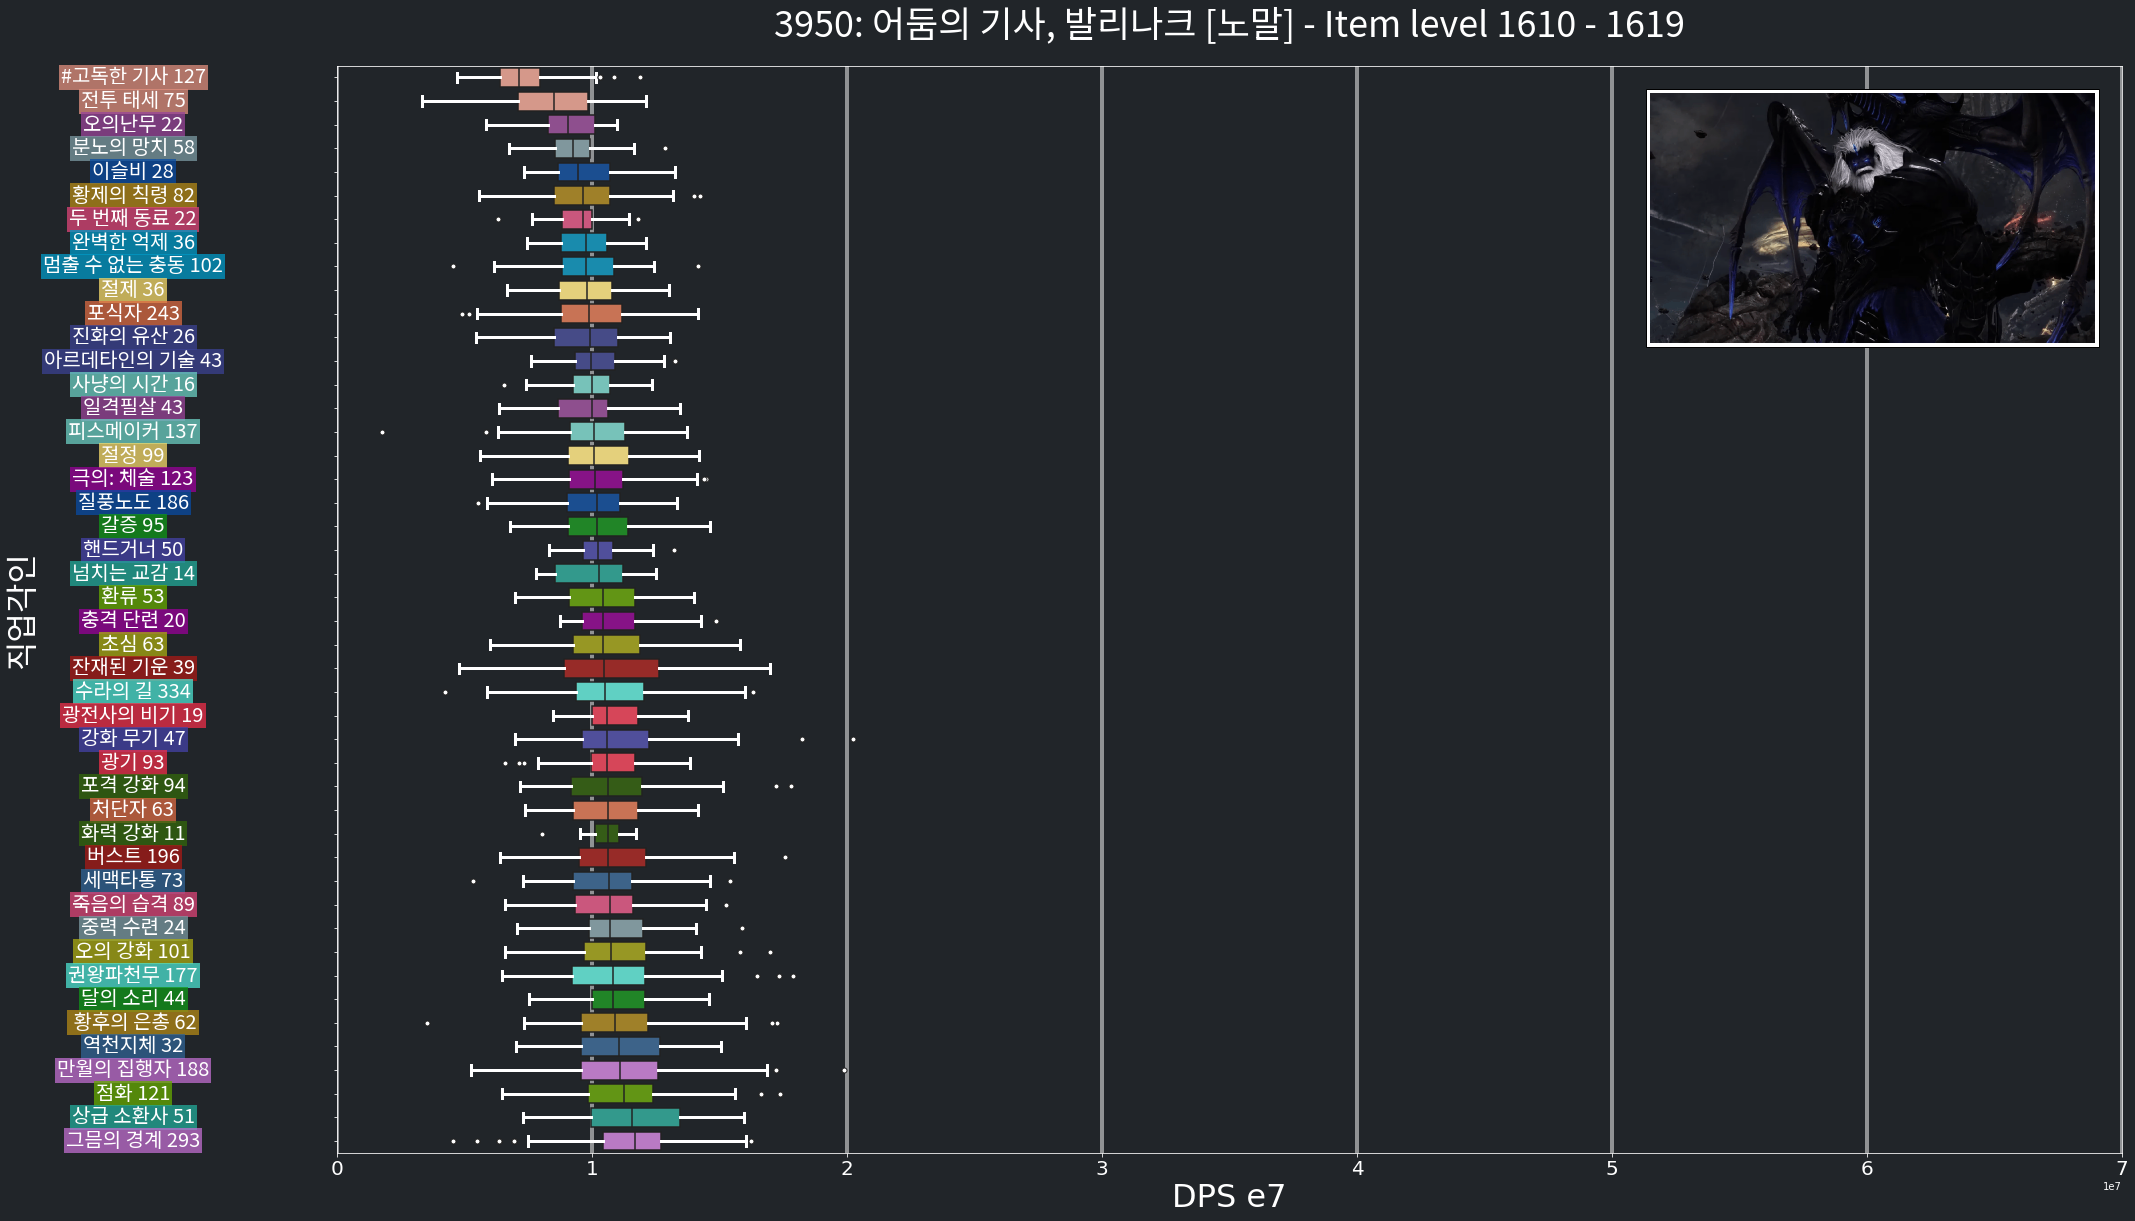 3950: 어둠의 기사, 발리나크 [노말] - Item level 1610 - 1619
#고독한 기사 127
전투 태세 75
오의난무 22
분노의 망치 58
이슬비 28
황제의 칙령 82
두 번째 동료 22
완벽한 억제 36
멈출 수 없는 충동 102
절제 36
포식자 243
진화의 유산 26
아르데타인의 기술 43
사냥의 시간 16
일격필살 43
피스메이커 137
절정 99
극의: 체술 123
질풍노도 186
갈증 95
핸드거너 50
넘치는 교감 14
환류 53
충격 단련 20
초심 63
잔재된 기운 39
수라의 길 334
광전사의 비기 19
강화 무기 47
광기 93
포격 강화 94
처단자 63
화력 강화 11
버스트 196
세맥타통 73
죽음의 습격 89
중력 수련 24
오의 강화 101
권왕파천무 177
달의 소리 44
황후의 은총 62
역천지체 32
만월의 집행자 188
점화 121
상급 소환사 51
그믐의 경계 293
직업각인
0 1 2 3 4 5 6 7
1e7
DPS e7